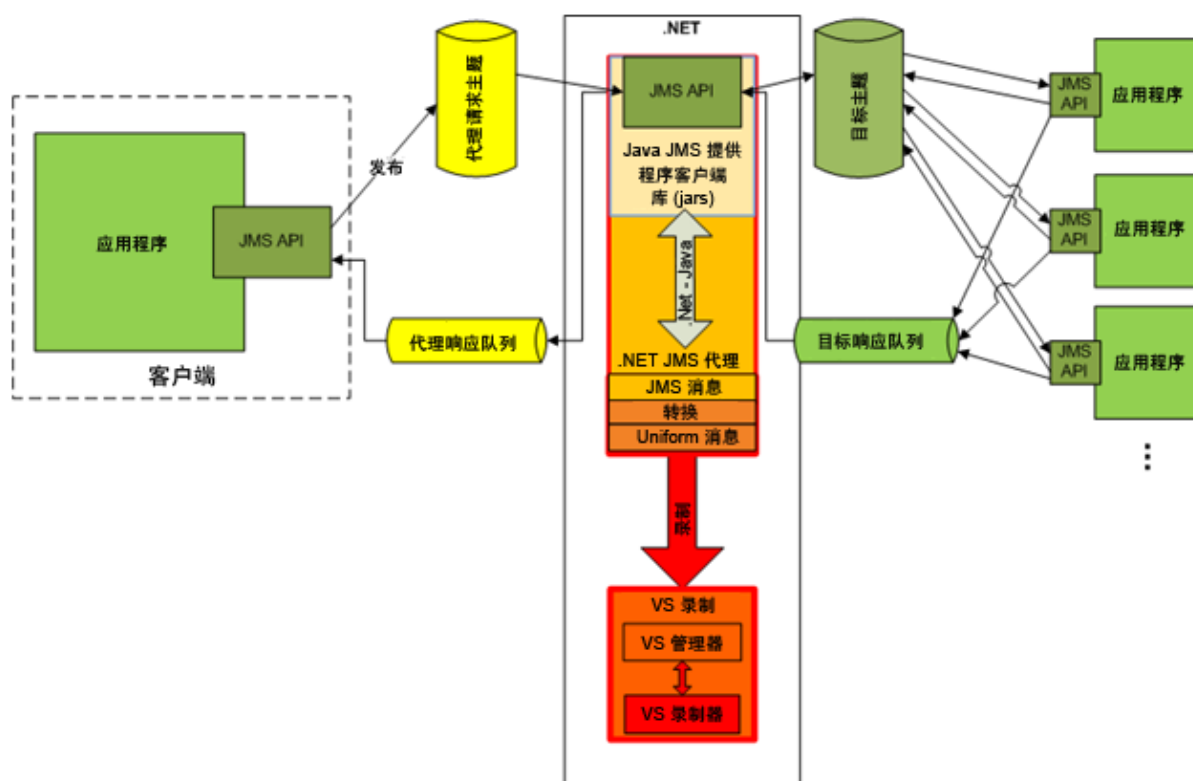 .NET
代理请求主题
JMS API
Java JMS 提供
程序客户端
库 (jars)
目标主题
JMS
API
应用程序
发布
应用程序
JMS API
客户端
JMS
API
应用程序
.Net - Java
代理响应队列
目标响应队列
JMS
API
应用程序
.NET JMS 代理
JMS 消息
转换
Uniform 消息
录制
VS 录制
VS 管理器
VS 录制器